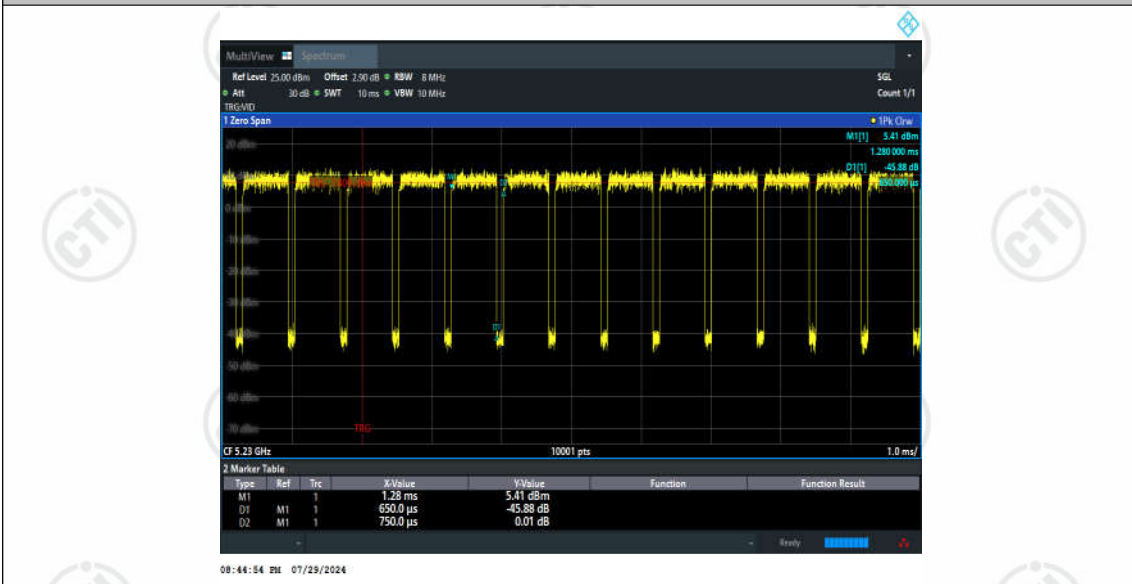 MultiView Spectrum
Ref Level 25.00 dBm Offset 2.90 dB RBW 8 MHz SGL
Att 30 dB SWT 10 ms VBW 10 MHz Count 1/1
TRG:VID
1 Zero Span 1Pk Clrw
M1[1] 5.41 dBm
20 dBm
1.280 000 ms
D1[1] -45.88 dB
650.000 µs
0 dBm
-10 dBm
-20 dBm
-30 dBm
-40 dBm
-50 dBm
-60 dBm
-70 dBm
TRG
CF 5.23 GHz 10001 pts 1.0 ms/
2 Marker Table
Type Ref Trc X-Value Y-Value Function Function Result
M1 1 1.28 ms 5.41 dBm
D1 M1 1 650.0 µs -45.88 dB
D2 M1 1 750.0 µs 0.01 dB
Ready
08:44:54 PM 07/29/2024
CTI
CTI